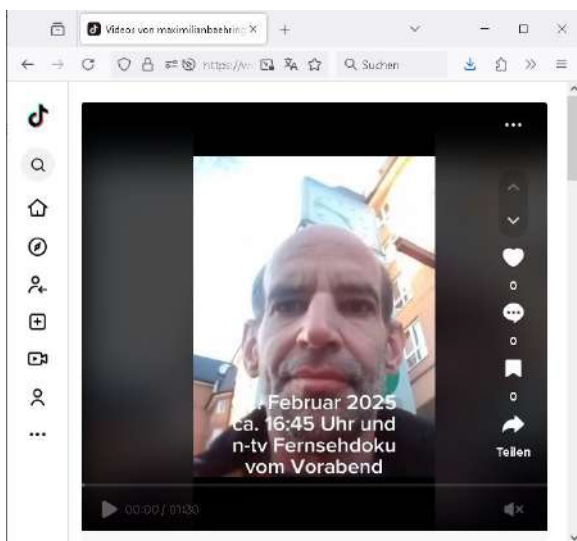 Videos von maximilianbaehring
https://w
Suchen
. Februar 2025
ca. 16:45 Uhr und
n-tv Fernsehdoku
vom Vorabend
0
0
0
Teilen
00:00 / 01:30